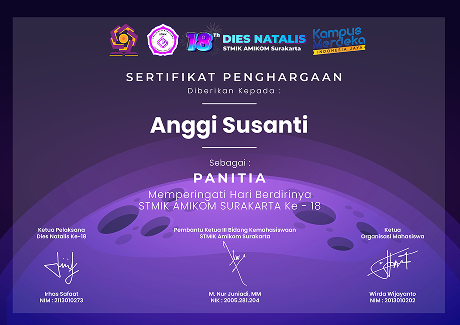 18Th DIES NATALIS
STMIK AMIKOM Surakarta
Kampus
Merdeka
INDONESIA JAYA
SERTIFIKAT PENGHARGAAN
Diberikan Kepada :
Anggi Susanti
Sebagai :
PANITIA
Memperingati Hari Berdirinya
STMIK AMIKOM SURAKARTA Ke - 18
Ketua Pelaksana
Dies Natalis Ke-18
Irhas Safaat
NIM : 2113010273
Pembantu Ketua III Bidang Kemahasiswaan
STMIK Amikom Surakarta
M. Nur Juniadi, MM
NIK : 2005.281.204
Ketua
Organisasi Mahasiswa
Wirda Wijayanto
NIM : 2013010202